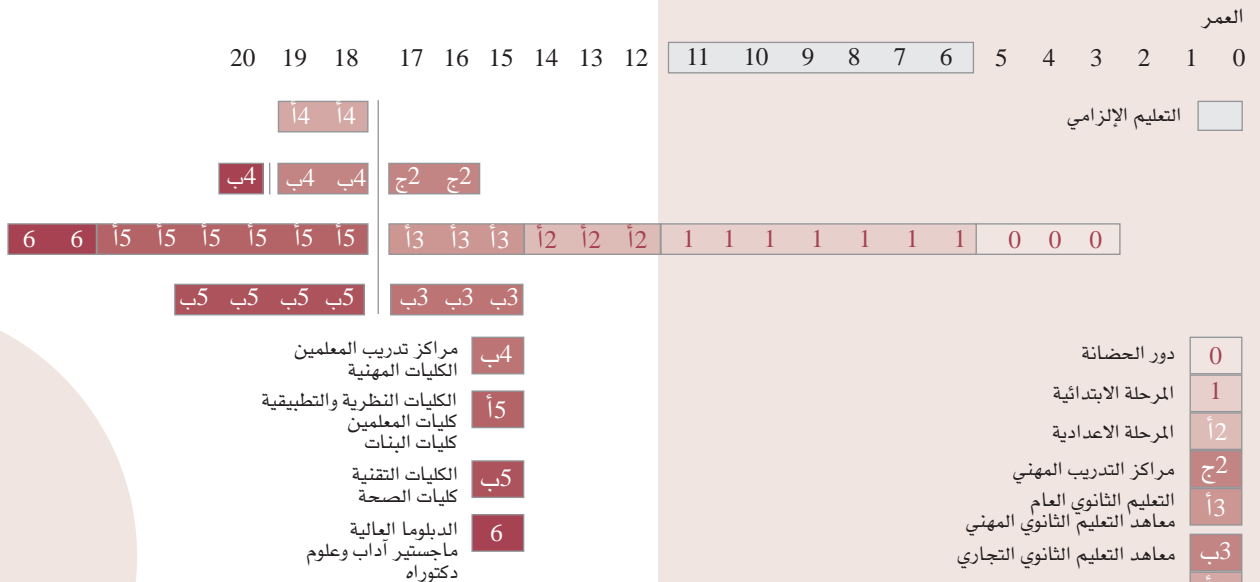 العمر
0 1 2 3 4 5 6 7 8 9 10 11 12 13 14 15 16 17 18 19 20
التعليم الإلزامي
4أ 4أ
2ج 2ج 4ب 4ب 4ب
0 0 0 1 1 1 1 1 1 1 2أ 2أ 2أ 3أ 3أ 3أ 5أ 5أ 5أ 5أ 5أ 5أ 6 6
3ب 3ب 3ب 5ب 5ب 5ب 5ب
0 دور الحضانة
1 المرحلة الابتدائية
2أ المرحلة الاعدادية
2ج مراكز التدريب المهني
3أ التعليم الثانوي العام
معاهد التعليم الثانوي المهني
3ب معاهد التعليم الثانوي التجاري
4ب مراكز تدريب المعلمين
الكليات المهنية
5أ الكليات النظرية والتطبيقية
كليات المعلمين
كليات البنات
5ب الكليات التقنية
كليات الصحة
6 الدبلوما العالية
ماجستير آداب وعلوم
دكتوراه